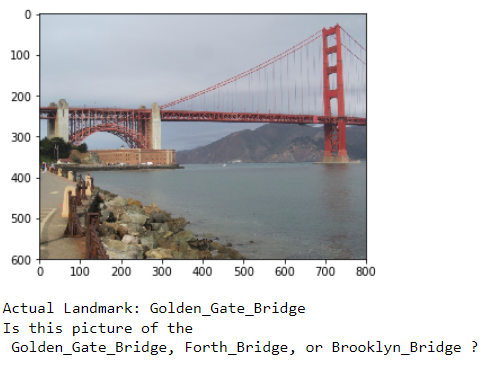 0
100
200
300
400
500
600
0 100 200 300 400 500 600 700 800
Actual Landmark: Golden_Gate_Bridge
Is this picture of the
Golden_Gate_Bridge, Forth_Bridge, or Brooklyn_Bridge ?